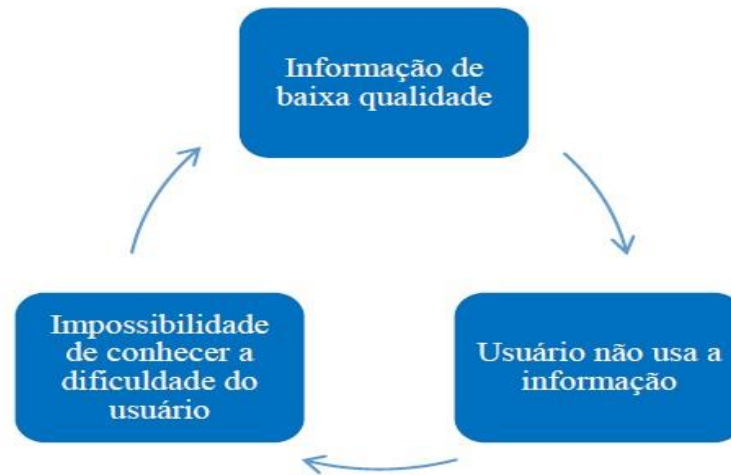 Informação de
baixa qualidade
Usuário não usa a
informação
Impossibilidade
de conhecer a
dificuldade do
usuário